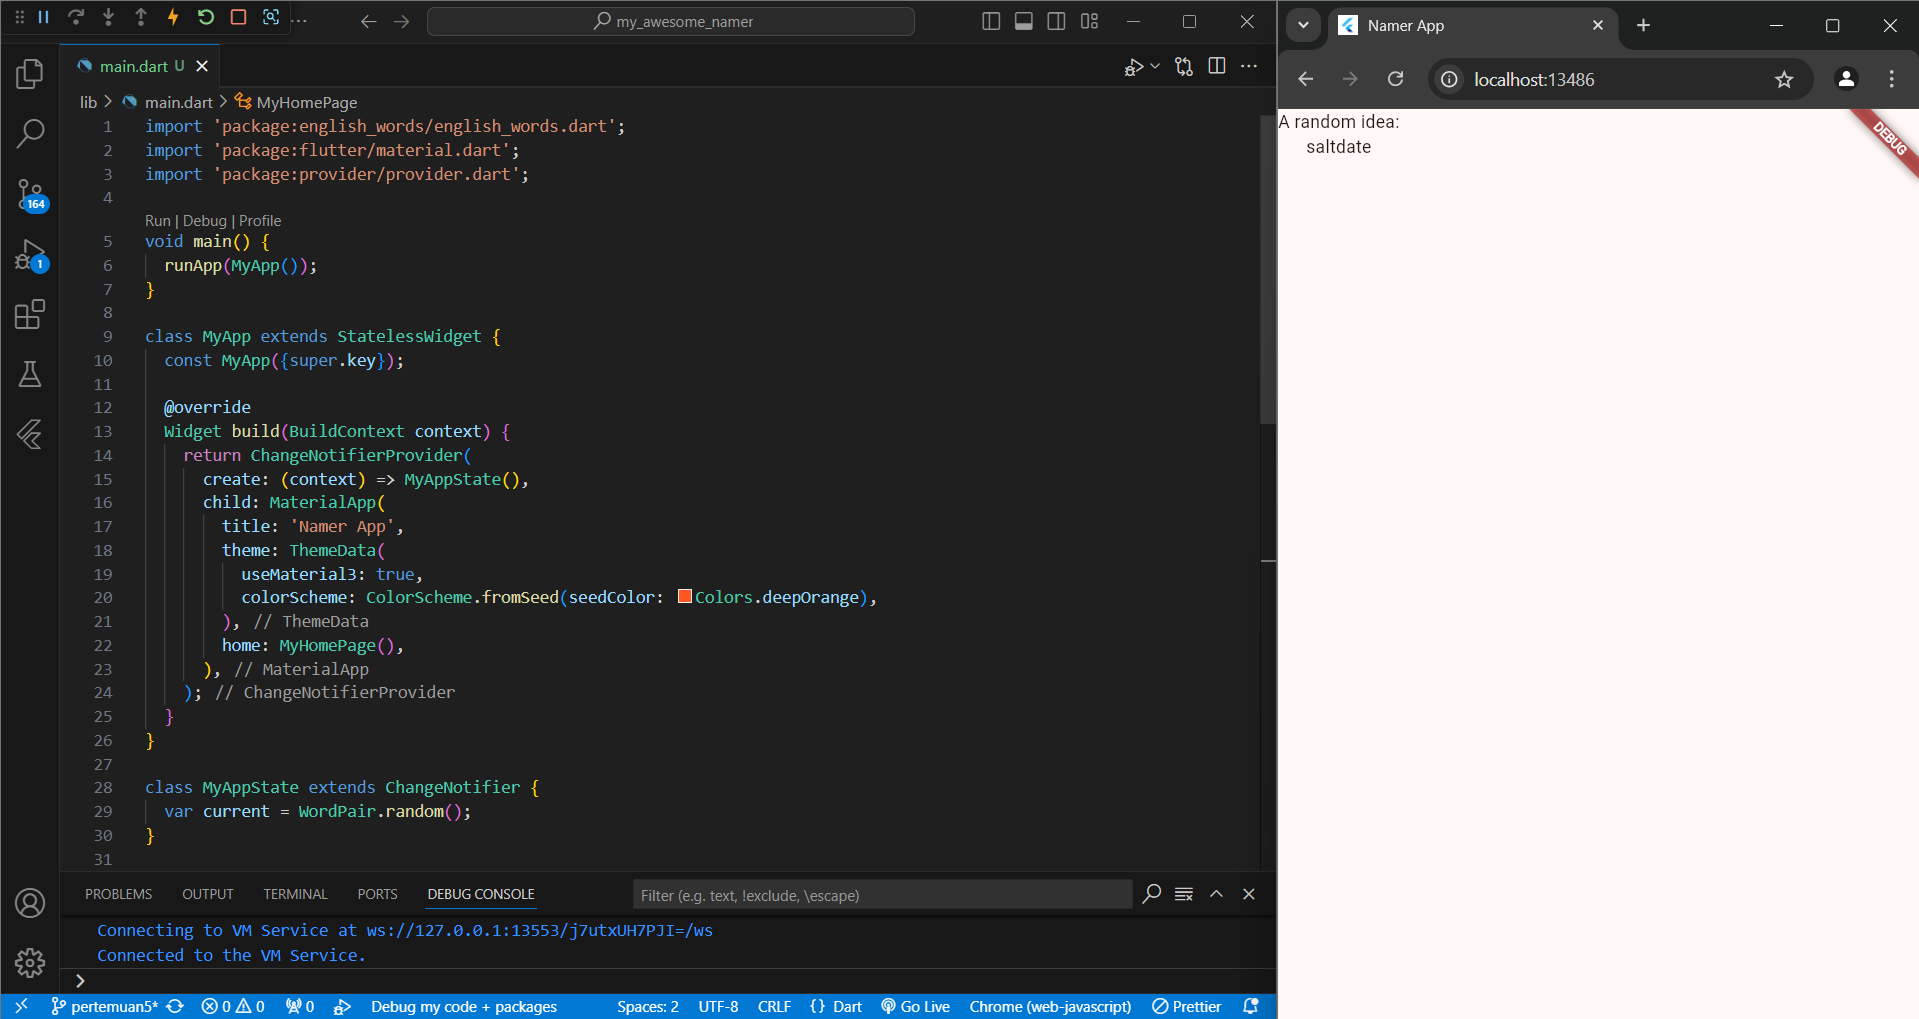 my_awesome_namer
main.dart U
lib > main.dart > MyHomePage
1 import 'package:english_words/english_words.dart';
2 import 'package:flutter/material.dart';
3 import 'package:provider/provider.dart';
4
Run | Debug | Profile
5 void main() {
6 runApp(MyApp());
7 }
8
9 class MyApp extends StatelessWidget {
10 const MyApp({super.key});
11
12 @override
13 Widget build(BuildContext context) {
14 return ChangeNotifierProvider(
15 create: (context) => MyAppState(),
16 child: MaterialApp(
17 title: 'Namer App',
18 theme: ThemeData(
19 useMaterial3: true,
20 colorScheme: ColorScheme.fromSeed(seedColor: Colors.deepOrange),
21 ), // ThemeData
22 home: MyHomePage(),
23 ), // MaterialApp
24 ); // ChangeNotifierProvider
25 }
26 }
27
28 class MyAppState extends ChangeNotifier {
29 var current = WordPair.random();
30 }
31
164
1
PROBLEMS OUTPUT TERMINAL PORTS DEBUG CONSOLE Filter (e.g. text, !exclude, \escape)
Connecting to VM Service at ws://127.0.0.1:13553/j7utxUH7PJI=/ws
Connected to the VM Service.
>
pertemuan5* 0 0 0 Debug my code + packages Spaces: 2 UTF-8 CRLF {} Dart Go Live Chrome (web-javascript) Prettier
Namer App
localhost:13486
A random idea:
saltdate
DEBUG